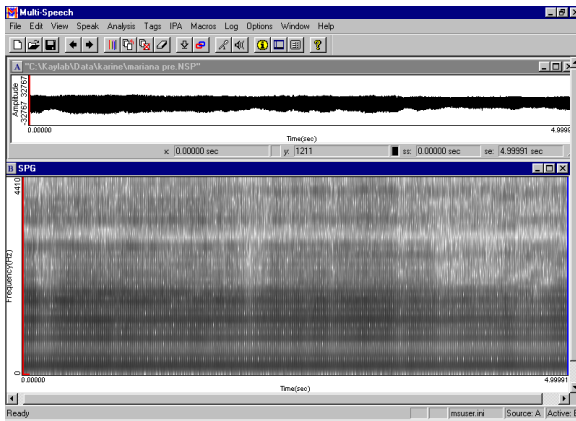 Multi-Speech
File Edit View Speak Analysis Tags IPA Macros Log Options Window Help
A "C:\Kaylab\Data\karine\mariana pre.NSP"
Amplitude
-32767 32767
0.00000 4.9999
Time(sec)
x: 0.00000 sec y: 1211 ss: 0.00000 sec se: 4.99991 sec
B SPG
4410
Frequency(Hz)
0
0.00000 4.99991
Time(sec)
Ready msuser.ini Source: A Active: B